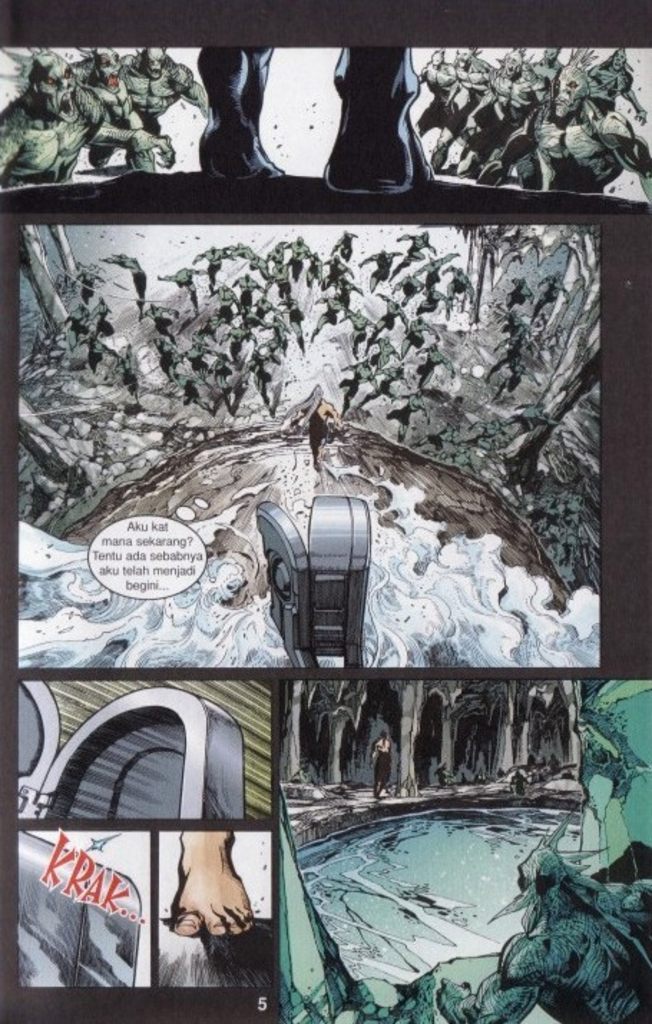 Aku kat
mana sekarang?
Tentu ada sebabnya
aku telah menjadi
begini...
KRAK...
5